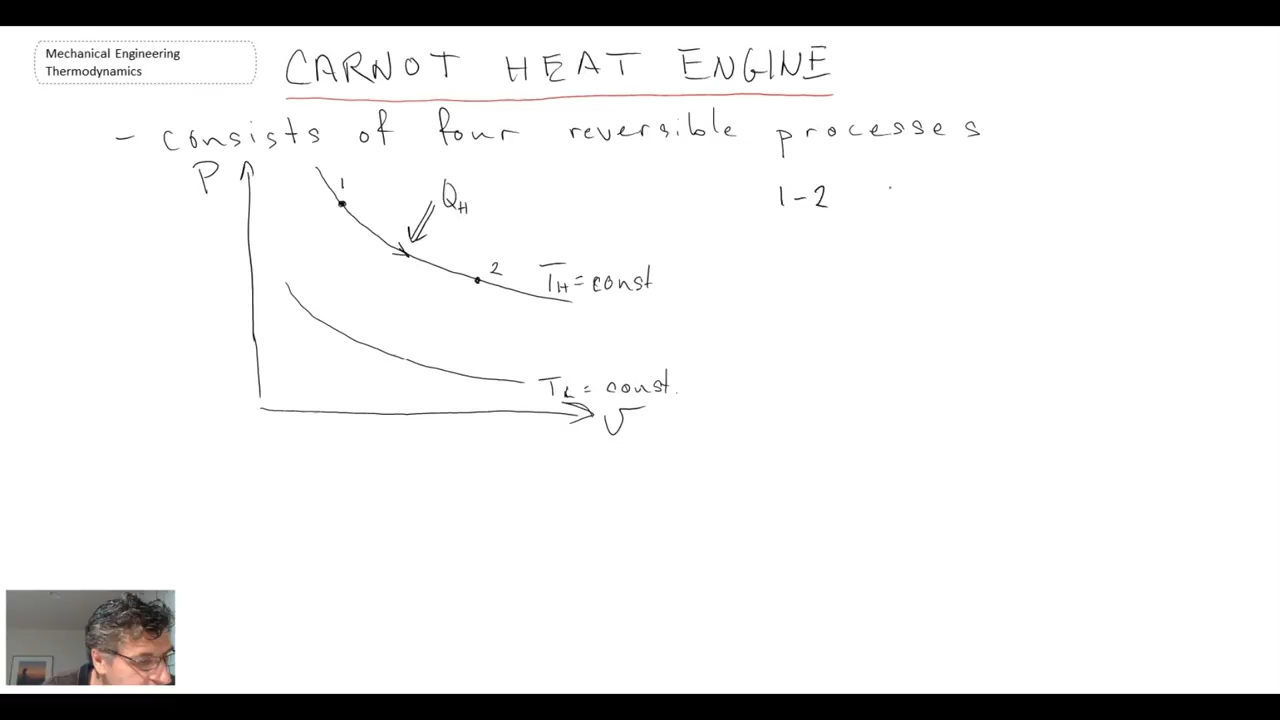 Mechanical Engineering
Thermodynamics
CARNOT HEAT ENGINE
- consists of four reversible processes
P
1
Q_H
1-2
2
T_H = const
T_L = const.
V